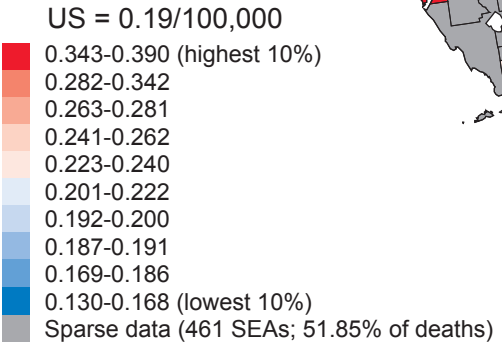 US = 0.19/100,000
0.343-0.390 (highest 10%)
0.282-0.342
0.263-0.281
0.241-0.262
0.223-0.240
0.201-0.222
0.192-0.200
0.187-0.191
0.169-0.186
0.130-0.168 (lowest 10%)
Sparse data (461 SEAs; 51.85% of deaths)